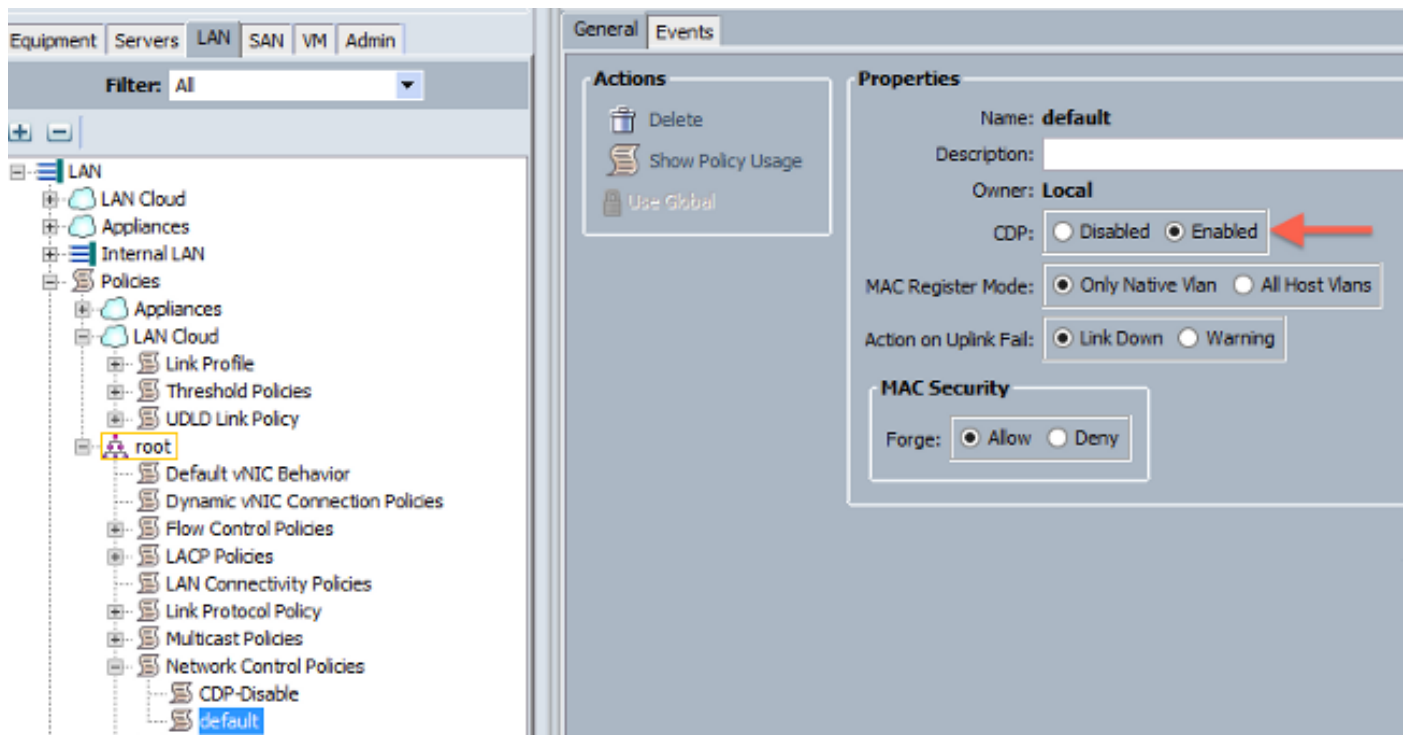 Equipment Servers LAN SAN VM Admin
Filter: All
LAN
LAN Cloud
Appliances
Internal LAN
Policies
Appliances
LAN Cloud
Link Profile
Threshold Policies
UDLD Link Policy
root
Default vNIC Behavior
Dynamic vNIC Connection Policies
Flow Control Policies
LACP Policies
LAN Connectivity Policies
Link Protocol Policy
Multicast Policies
Network Control Policies
CDP-Disable
default
General Events
Actions
Delete
Show Policy Usage
Use Global
Properties
Name: default
Description:
Owner: Local
CDP: Disabled Enabled
MAC Register Mode: Only Native Vlan All Host Vlans
Action on Uplink Fail: Link Down Warning
MAC Security
Forge: Allow Deny